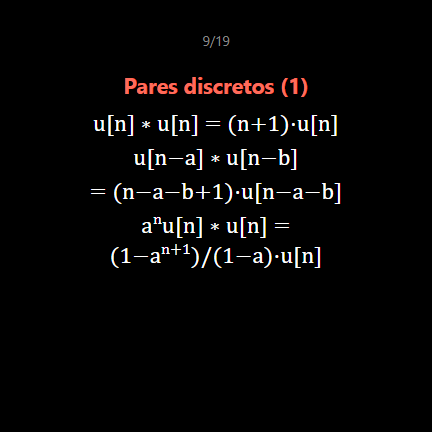 9/19
Pares discretos (1)
u[n] ∗ u[n] = (n+1)·u[n]
u[n−a] ∗ u[n−b]
= (n−a−b+1)·u[n−a−b]
aⁿu[n] ∗ u[n] =
(1−aⁿ⁺¹)/(1−a)·u[n]